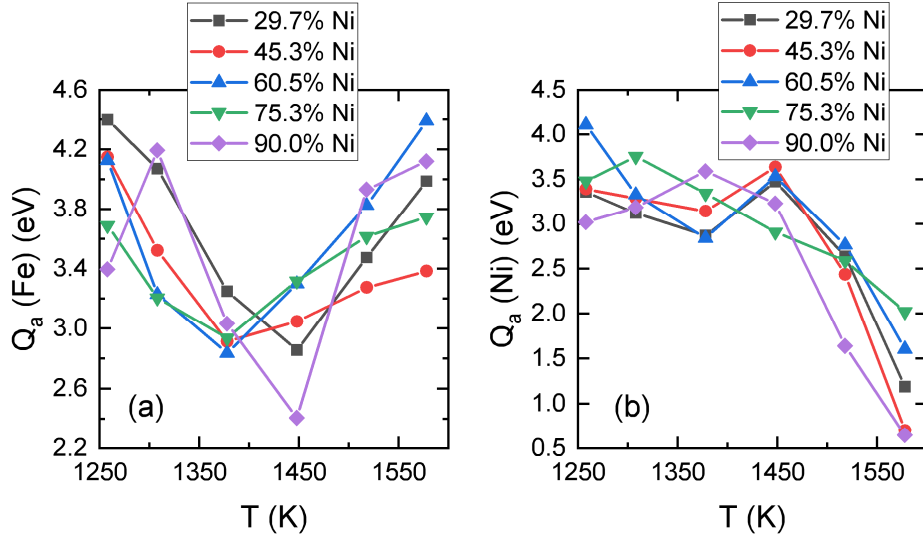 29.7% Ni
45.3% Ni
60.5% Ni
75.3% Ni
90.0% Ni
4.6
4.2
3.8
3.4
3.0
2.6
2.2
Qa (Fe) (eV)
(a)
1250
1350
1450
1550
T (K)
29.7% Ni
45.3% Ni
60.5% Ni
75.3% Ni
90.0% Ni
4.5
4.0
3.5
3.0
2.5
2.0
1.5
1.0
0.5
Qa (Ni) (eV)
(b)
1250
1350
1450
1550
T (K)